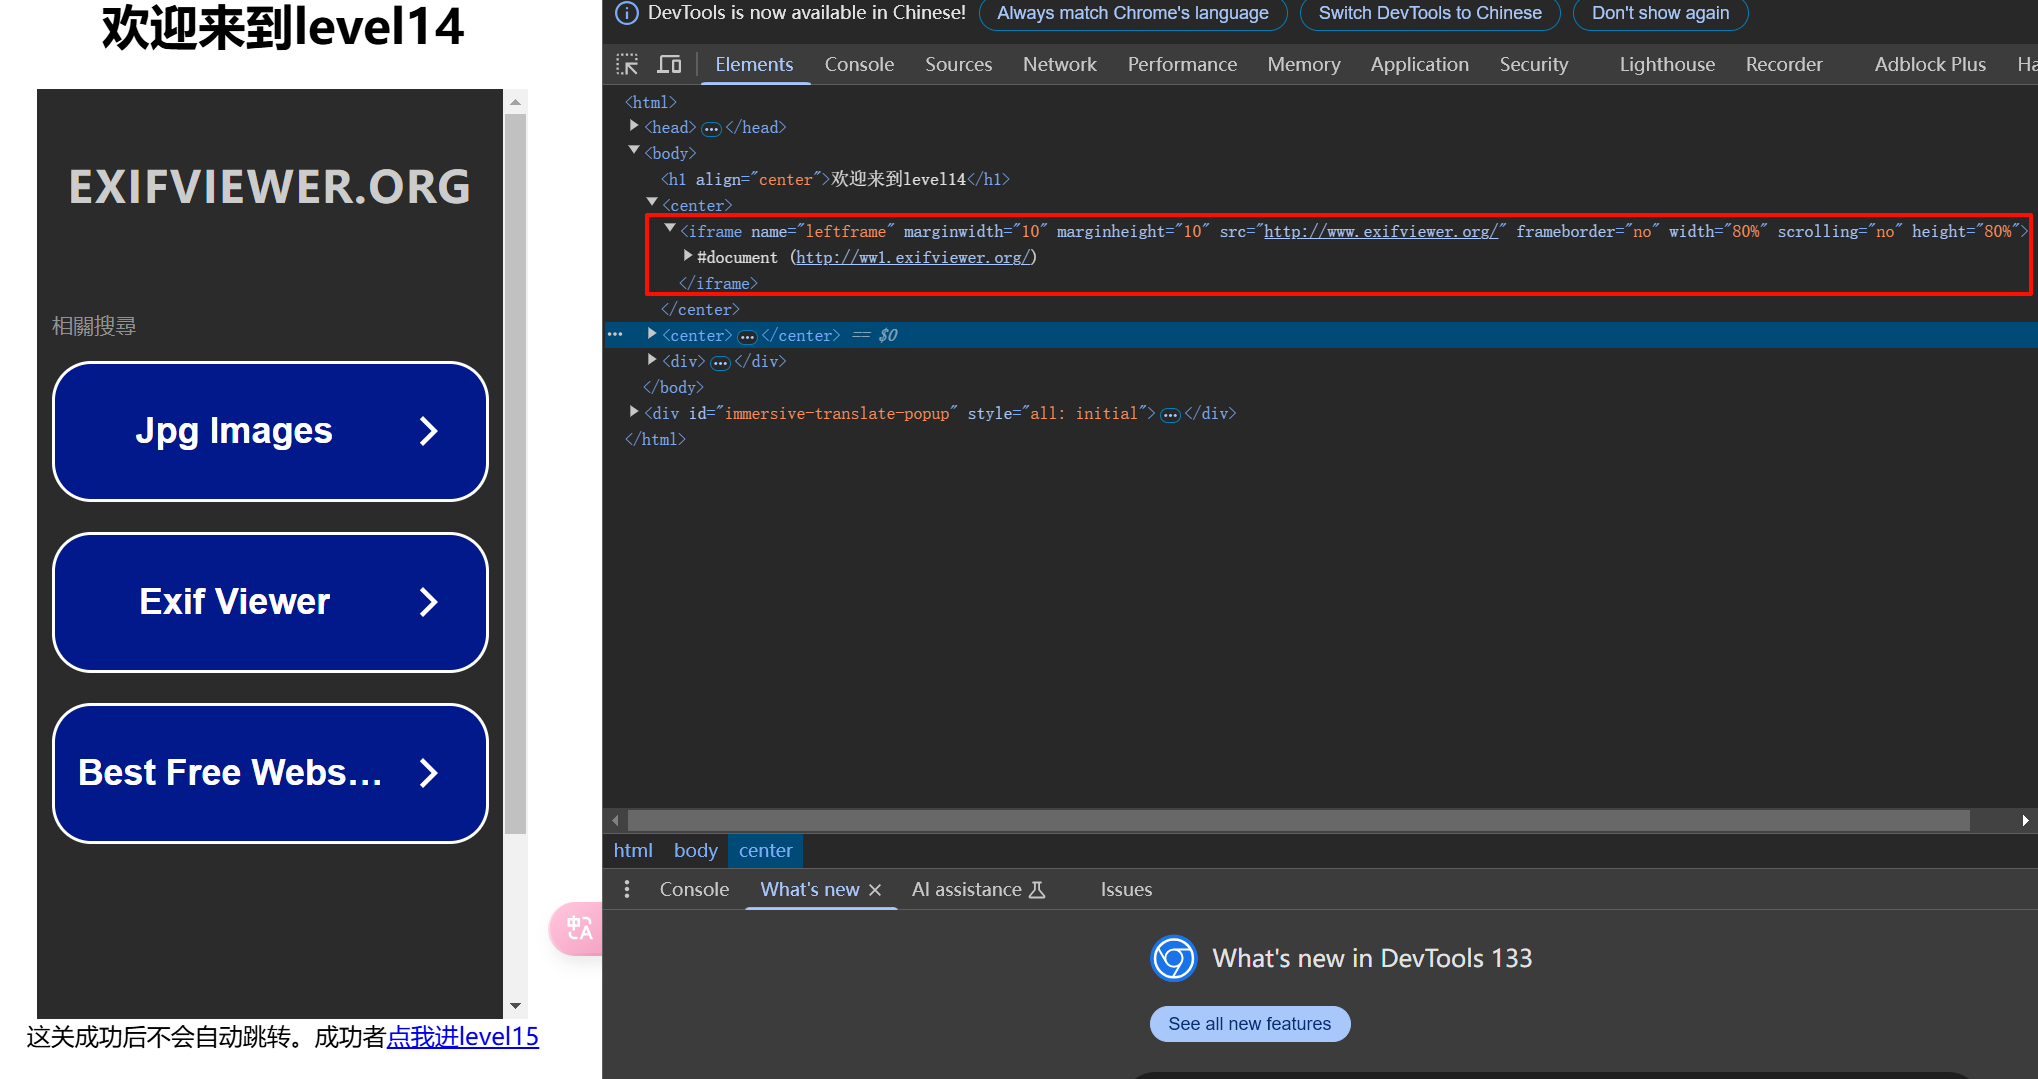 欢迎来到level14
EXIFVIEWER.ORG
相關搜尋
Jpg Images
Exif Viewer
Best Free Webs...
这关成功后不会自动跳转。成功者点我进level15
DevTools is now available in Chinese! Always match Chrome's language Switch DevTools to Chinese Don't show again
Elements Console Sources Network Performance Memory Application Security Lighthouse Recorder Adblock Plus Ha
<html>
<head> ... </head>
<body>
<h1 align="center">欢迎来到level14</h1>
<center>
<iframe name="leftframe" marginwidth="10" marginheight="10" src="http://www.exifviewer.org/" frameborder="no" width="80%" scrolling="no" height="80%">
#document (http://ww1.exifviewer.org/)
</iframe>
</center>
... <center> ... </center> == $0
<div> ... </div>
</body>
<div id="immersive-translate-popup" style="all: initial"> ... </div>
</html>
html body center
Console What's new AI assistance Issues
What's new in DevTools 133
See all new features